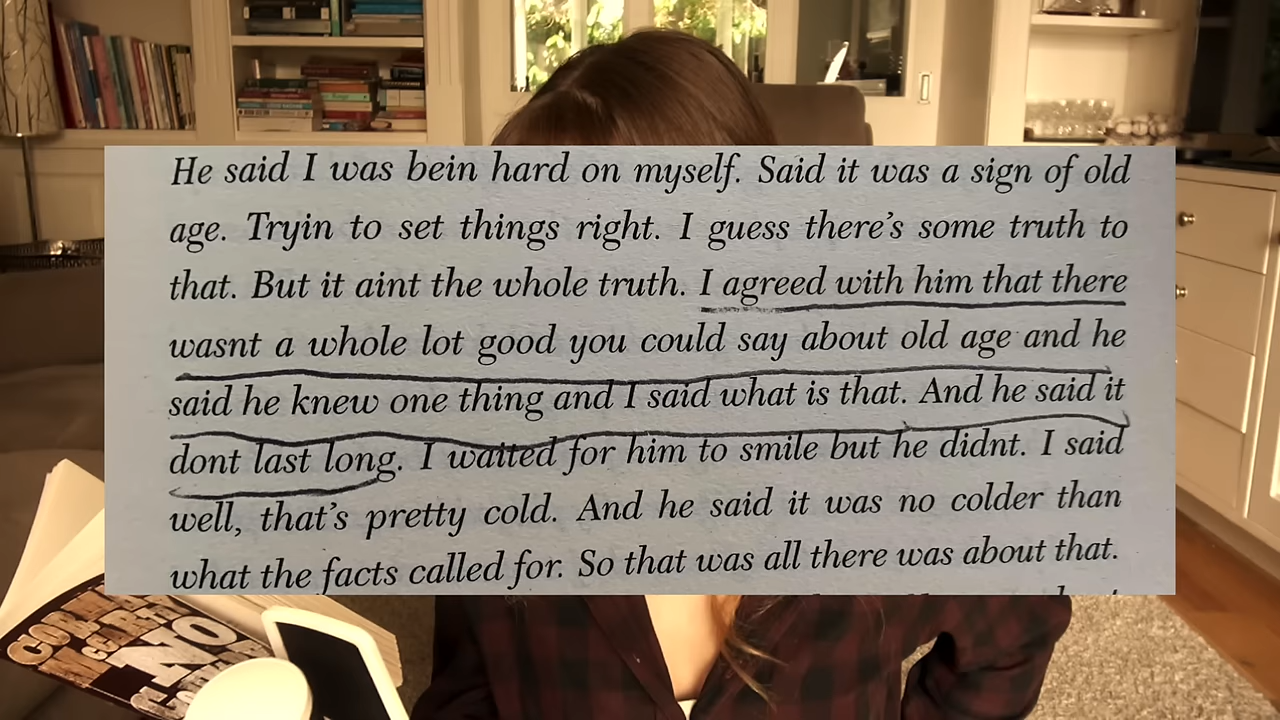 He said I was bein hard on myself. Said it was a sign of old
age. Tryin to set things right. I guess there's some truth to
that. But it aint the whole truth. I agreed with him that there
wasnt a whole lot good you could say about old age and he
said he knew one thing and I said what is that. And he said it
dont last long. I waited for him to smile but he didnt. I said
well, that's pretty cold. And he said it was no colder than
what the facts called for. So that was all there was about that.
NO